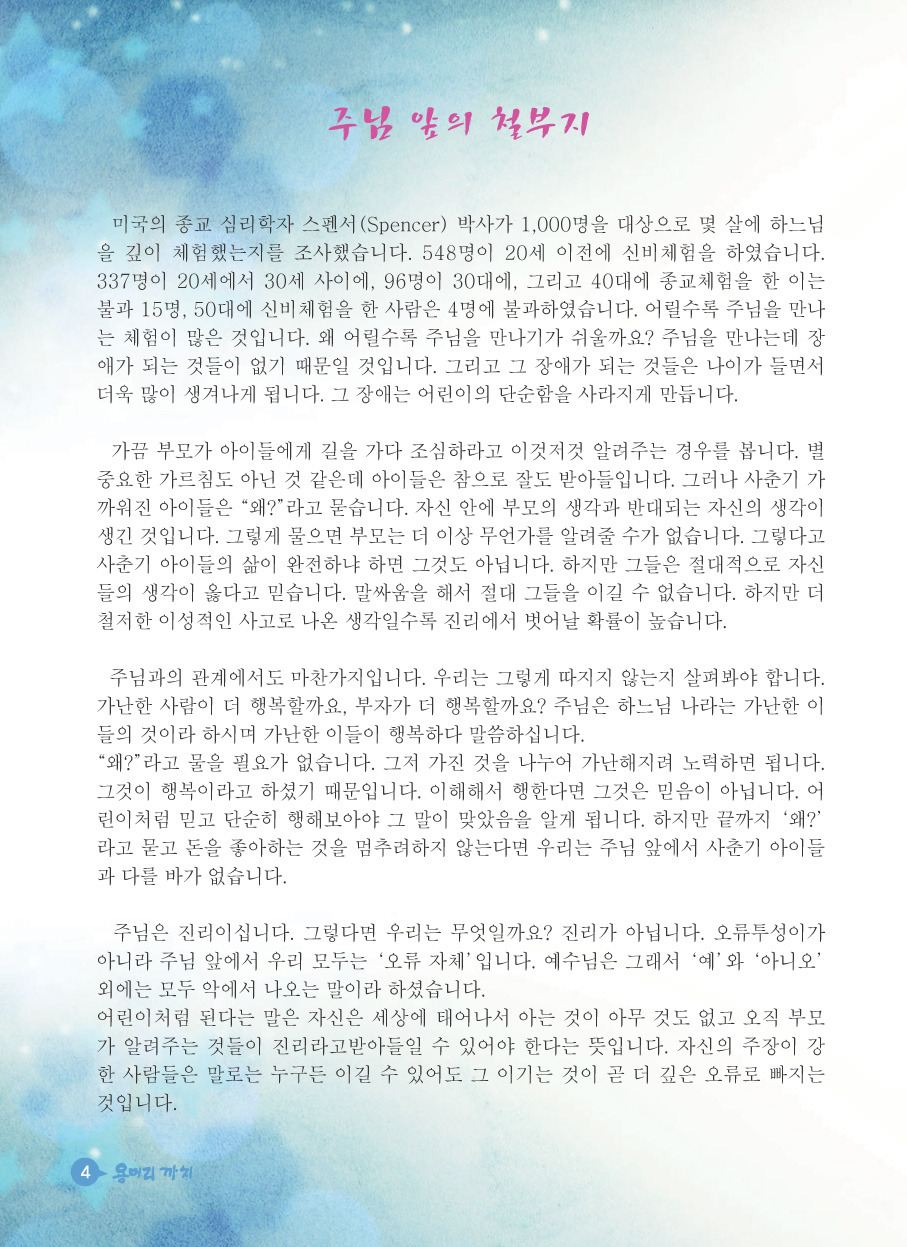 주님 앞의 철부지
미국의 종교 심리학자 스펜서(Spencer) 박사가 1,000명을 대상으로 몇 살에 하느님
을 깊이 체험했는지를 조사했습니다. 548명이 20세 이전에 신비체험을 하였습니다.
337명이 20세에서 30세 사이에, 96명이 30대에, 그리고 40대에 종교체험을 한 이는
불과 15명, 50대에 신비체험을 한 사람은 4명에 불과하였습니다. 어릴수록 주님을 만나
는 체험이 많은 것입니다. 왜 어릴수록 주님을 만나기가 쉬울까요? 주님을 만나는데 장
애가 되는 것들이 없기 때문일 것입니다. 그리고 그 장애가 되는 것들은 나이가 들면서
더욱 많이 생겨나게 됩니다. 그 장애는 어린이의 단순함을 사라지게 만듭니다.
가끔 부모가 아이들에게 길을 가다 조심하라고 이것저것 알려주는 경우를 봅니다. 별
중요한 가르침도 아닌 것 같은데 아이들은 참으로 잘도 받아들입니다. 그러나 사춘기 가
까워진 아이들은 “왜?”라고 묻습니다. 자신 안에 부모의 생각과 반대되는 자신의 생각이
생긴 것입니다. 그렇게 물으면 부모는 더 이상 무언가를 알려줄 수가 없습니다. 그렇다고
사춘기 아이들의 삶이 완전하냐 하면 그것도 아닙니다. 하지만 그들은 절대적으로 자신
들의 생각이 옳다고 믿습니다. 말싸움을 해서 절대 그들을 이길 수 없습니다. 하지만 더
철저한 이성적인 사고로 나온 생각일수록 진리에서 벗어날 확률이 높습니다.
주님과의 관계에서도 마찬가지입니다. 우리는 그렇게 따지지 않는지 살펴봐야 합니다.
가난한 사람이 더 행복할까요, 부자가 더 행복할까요? 주님은 하느님 나라는 가난한 이
들의 것이라 하시며 가난한 이들이 행복하다 말씀하십니다.
“왜?”라고 물을 필요가 없습니다. 그저 가진 것을 나누어 가난해지려 노력하면 됩니다.
그것이 행복이라고 하셨기 때문입니다. 이해해서 행한다면 그것은 믿음이 아닙니다. 어
린이처럼 믿고 단순히 행해보아야 그 말이 맞았음을 알게 됩니다. 하지만 끝까지 ‘왜?’
라고 묻고 돈을 좋아하는 것을 멈추려하지 않는다면 우리는 주님 앞에서 사춘기 아이들
과 다를 바가 없습니다.
주님은 진리이십니다. 그렇다면 우리는 무엇일까요? 진리가 아닙니다. 오류투성이가
아니라 주님 앞에서 우리 모두는 ‘오류 자체’입니다. 예수님은 그래서 ‘예’와 ‘아니오’
외에는 모두 악에서 나오는 말이라 하셨습니다.
어린이처럼 된다는 말은 자신은 세상에 태어나서 아는 것이 아무 것도 없고 오직 부모
가 알려주는 것들이 진리라고받아들일 수 있어야 한다는 뜻입니다. 자신의 주장이 강
한 사람들은 말로는 누구든 이길 수 있어도 그 이기는 것이 곧 더 깊은 오류로 빠지는
것입니다.
4 용머리 까치